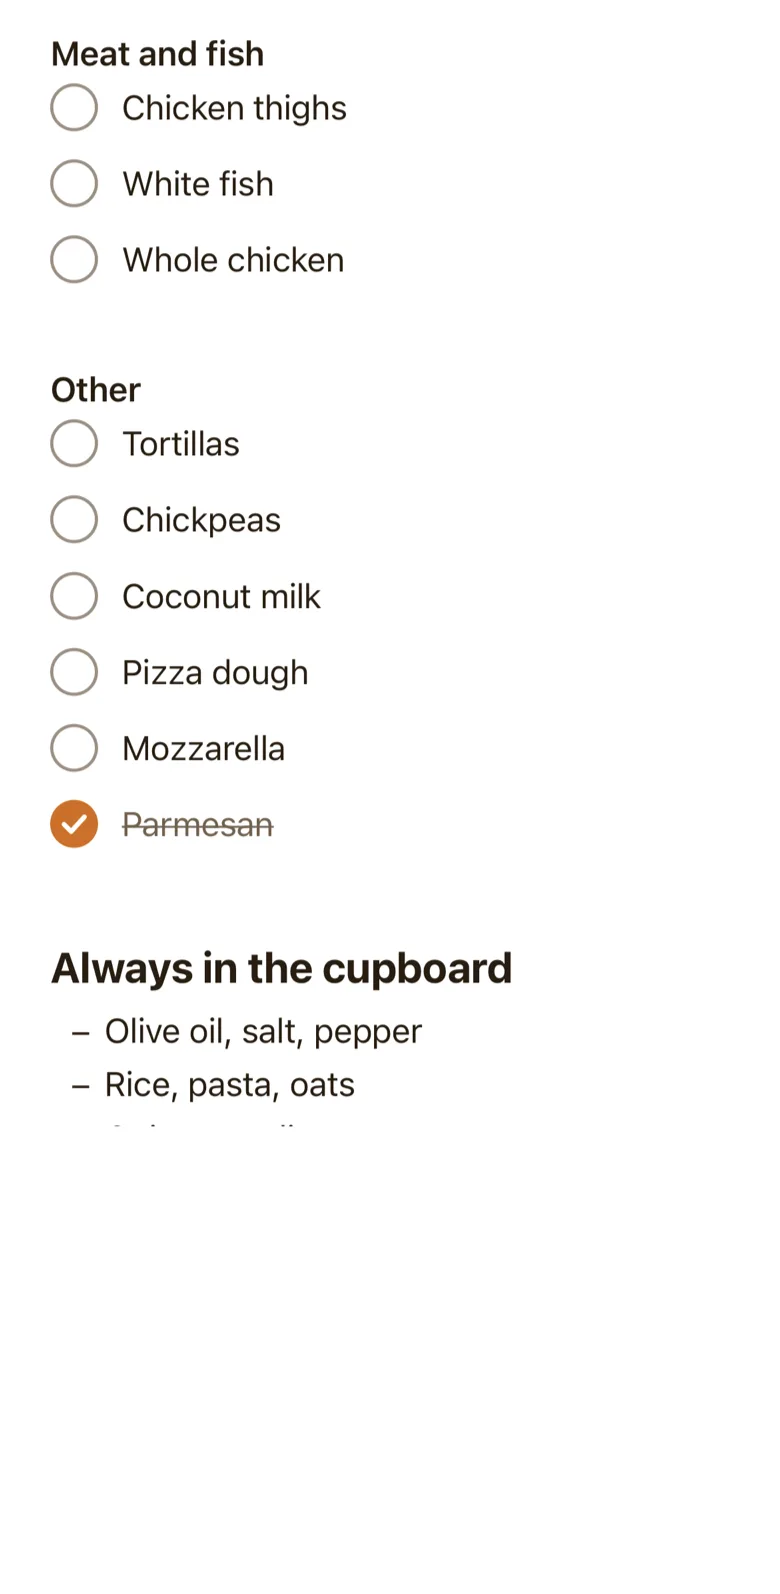 Meat and fish
Chicken thighs
White fish
Whole chicken
Other
Tortillas
Chickpeas
Coconut milk
Pizza dough
Mozzarella
Parmesan
Always in the cupboard
– Olive oil, salt, pepper
– Rice, pasta, oats